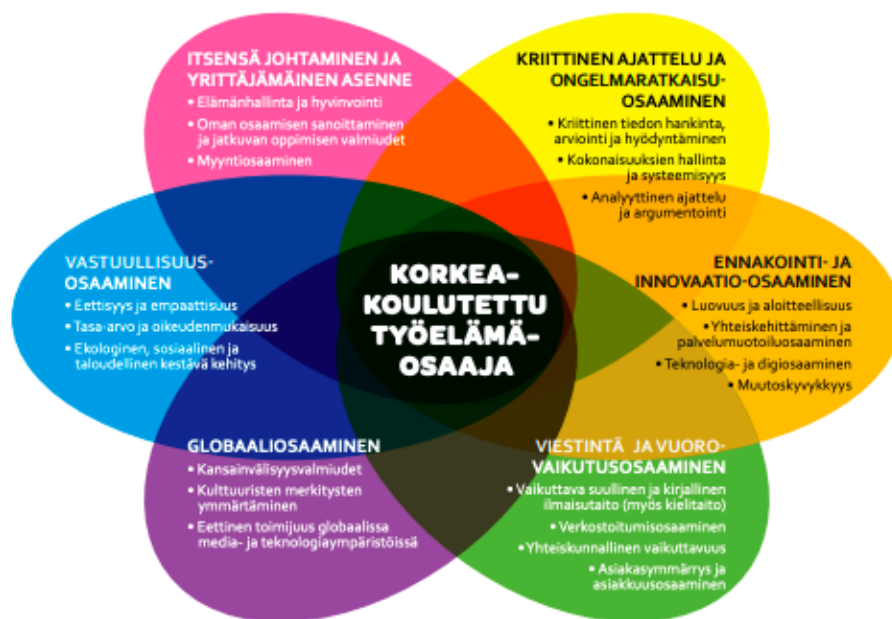 ITSENSÄ JOHTAMINEN JA
YRITTÄJÄMÄINEN ASENNE
• Elämänhallinta ja hyvinvointi
• Oman osaamisen sanoittaminen
ja jatkuvan oppimisen valmiudet
• Myyntiosaaminen
KRIITTINEN AJATTELU JA
ONGELMARATKAISU-
OSAAMINEN
• Kriittinen tiedon hankinta,
arviointi ja hyödyntäminen
• Kokonaisuuksien hallinta
ja systeemisyys
• Analyyttinen ajattelu
ja argumentointi
VASTUULLISUUS-
OSAAMINEN
• Eettisyys ja empaattisuus
• Tasa-arvo ja oikeudenmukaisuus
• Ekologinen, sosiaalinen ja
taloudellinen kestävä kehitys
KORKEA-
KOULUTETTU
TYÖELÄMÄ-
OSAAJA
ENNAKOINTI- JA
INNOVAATIO-OSAAMINEN
• Luovuus ja aloitteellisuus
• Yhteiskehittäminen ja
palvelumuotoiluosaaminen
• Teknologia- ja digiosaaminen
• Muutoskyvykkyys
GLOBAALIOSAAMINEN
• Kansainvälisyysvalmiudet
• Kulttuuristen merkitysten
ymmärtäminen
• Eettinen toimijuus globaalissa
media- ja teknologiaympäristöissä
VIESTINTÄ JA VUORO-
VAIKUTUSOSAAMINEN
• Vaikuttava suullinen ja kirjallinen
ilmaisutaito (myös kielitaito)
• Verkostoitumisosaaminen
• Yhteiskunnallinen vaikuttavuus
• Asiakasymmärrys ja
asiakkuusosaaminen